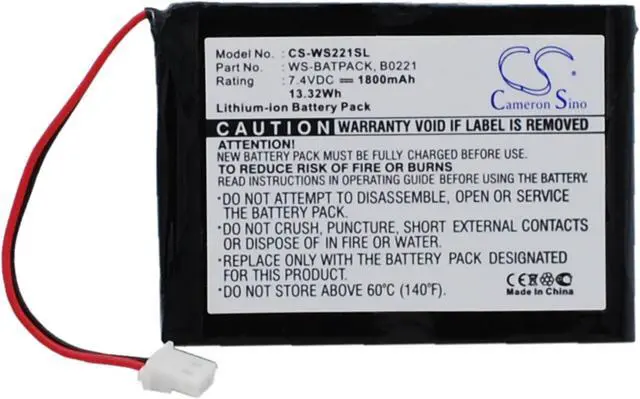 Model No. : CS-WS221SL
Part No. : WS-BATPACK, B0221
Rating : 7.4VDC ⎓ 1800mAh
13.32Wh
Lithium-ion Battery Pack
CS
Cameron Sino
CAUTION WARRANTY VOID IF LABEL IS REMOVED
ATTENTION!
NEW BATTERY PACK MUST BE FULLY CHARGED BEFORE USE
TO REDUCE RISK OF FIRE OR BURNS
READ INSTRUCTIONS IN OPERATING GUIDE BEFORE USE
•DO NOT ATTEMPT TO DISASSEMBLE, OPEN OR SERVICE
THE BATTERY PACK.
•DO NOT CRUSH, PUNCTURE, SHORT EXTERNAL CONTACTS
OR DISPOSE OF IN FIRE OR WATER.
•REPLACE ONLY WITH THE BATTERY PACK DESIGNATED
FOR THIS PRODUCT.
•DO NOT STORE ABOVE 60°C (140°F).
CE
Made In China